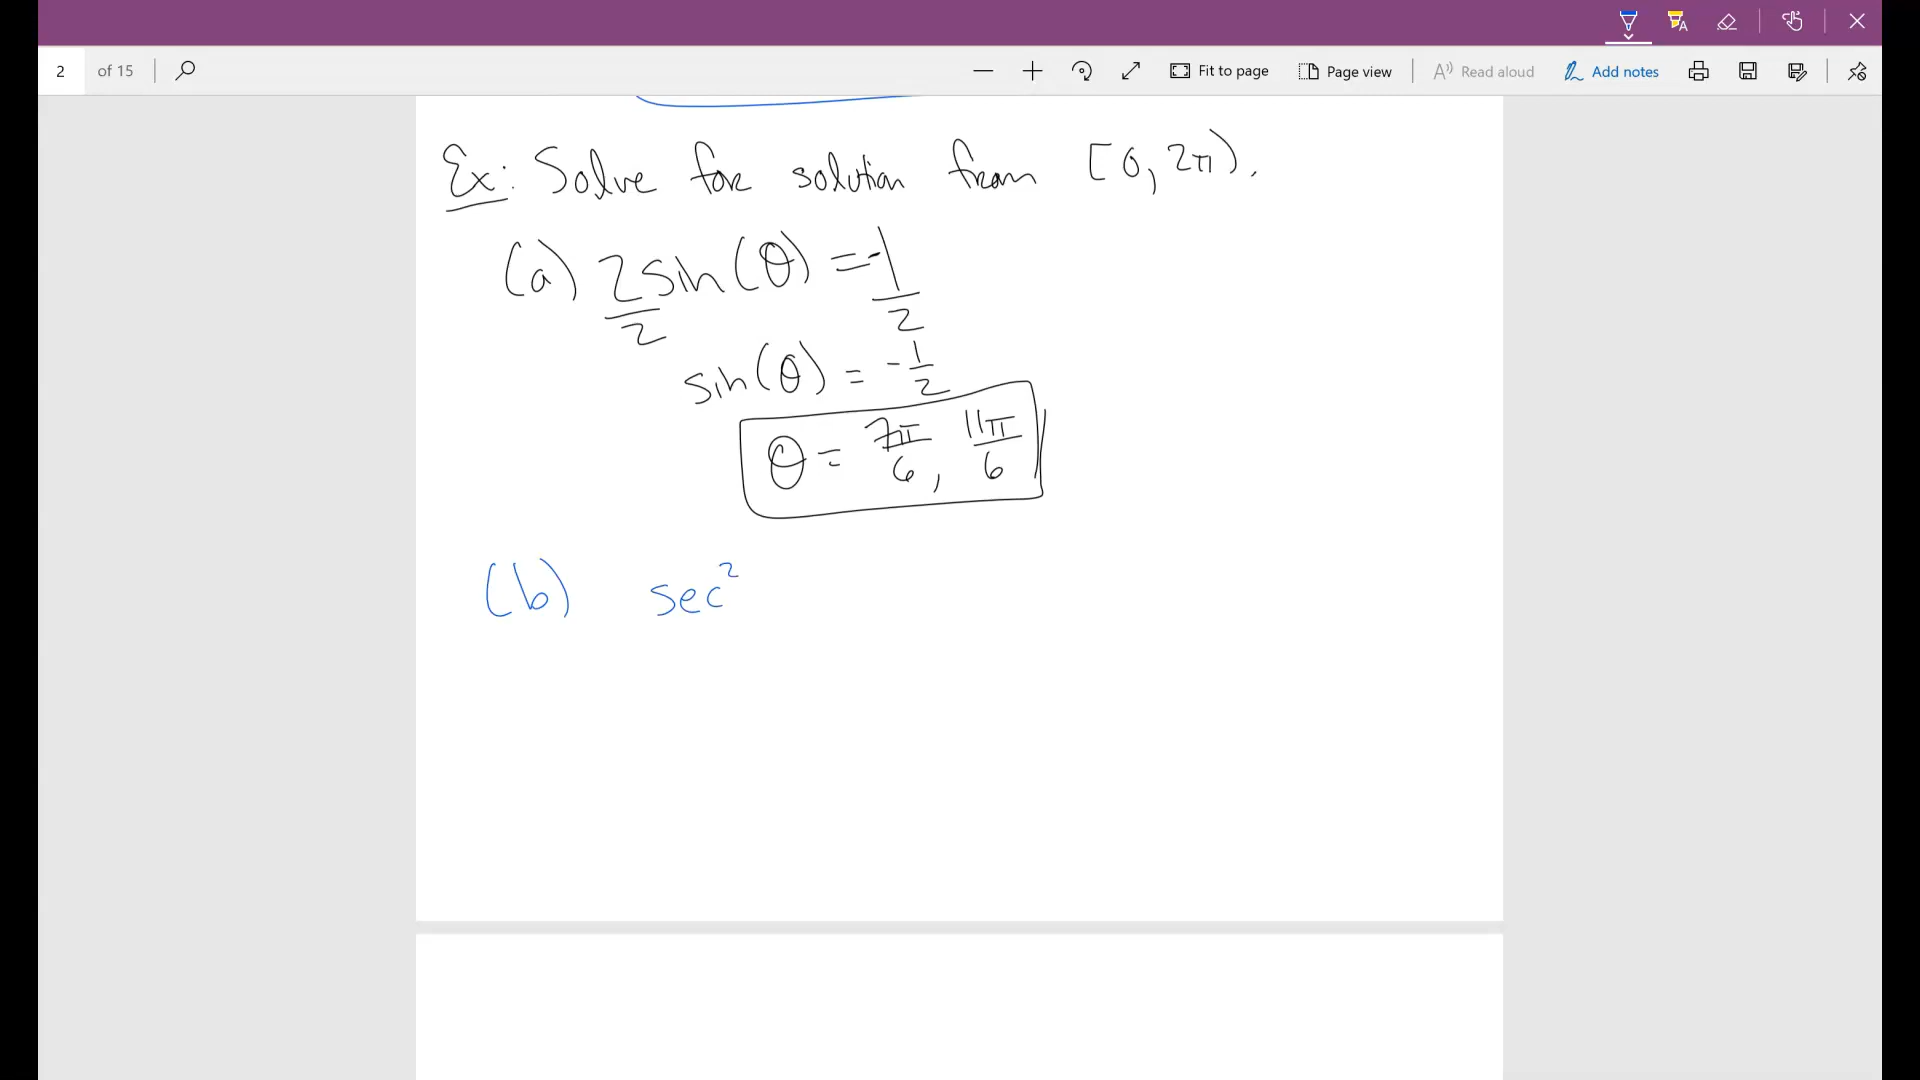 2 of 15 Fit to page Page view Read aloud Add notes
Ex: Solve for solution from [0, 2π).
(a) 2sin(θ) = -1
2 2
sin(θ) = -1/2
θ = 7π/6, 11π/6
(b) sec²